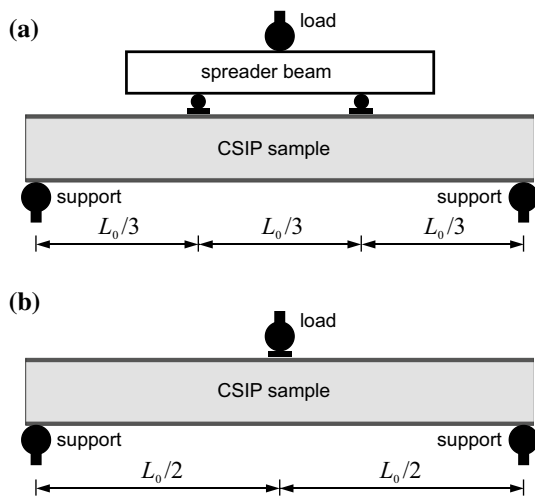 (a)
load
spreader beam
CSIP sample
support support
L₀/3 L₀/3 L₀/3
(b)
load
CSIP sample
support support
L₀/2 L₀/2